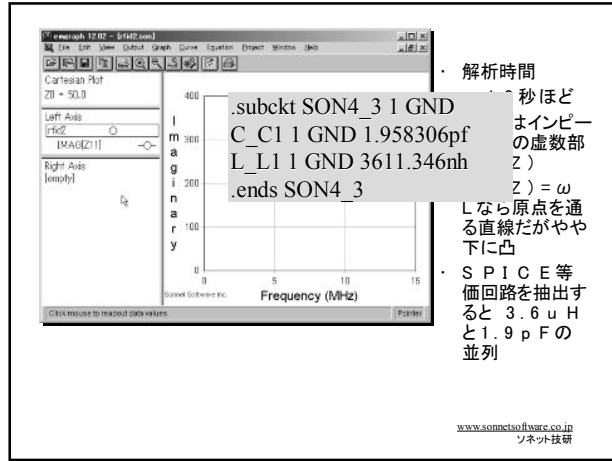 emgraph 12.02 - [rfid2.son]
File Edit View Output Graph Curve Equation Project Window Help
Cartesian Plot
Z0 = 50.0
Left Axis
rfid2
IMAG[Z11]
Right Axis
[empty]
Imaginary
400
300
200
100
0
0 5 10 15
Frequency (MHz)
Sonnet Software Inc.
Click mouse to readout data values
Pointer
.subckt SON4_3 1 GND
C_C1 1 GND 1.958306pf
L_L1 1 GND 3611.346nh
.ends SON4_3
・ 解析時間
秒ほど
はインピー
の虚数部
Ｚ）
Ｚ）＝ω
Ｌなら原点を通
る直線だがやや
下に凸
・ ＳＰＩＣＥ等
価回路を抽出す
ると ３.６ｕＨ
と１.９ｐＦの
並列
www.sonnetsoftware.co.jp
ソネット技研